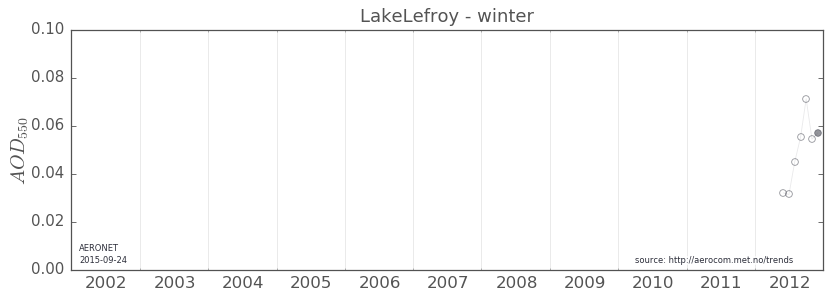 LakeLefroy - winter
0.10
0.08
0.06
0.04
0.02
0.00
AOD550
AERONET
2015-09-24
source: http://aerocom.met.no/trends
2002 2003 2004 2005 2006 2007 2008 2009 2010 2011 2012